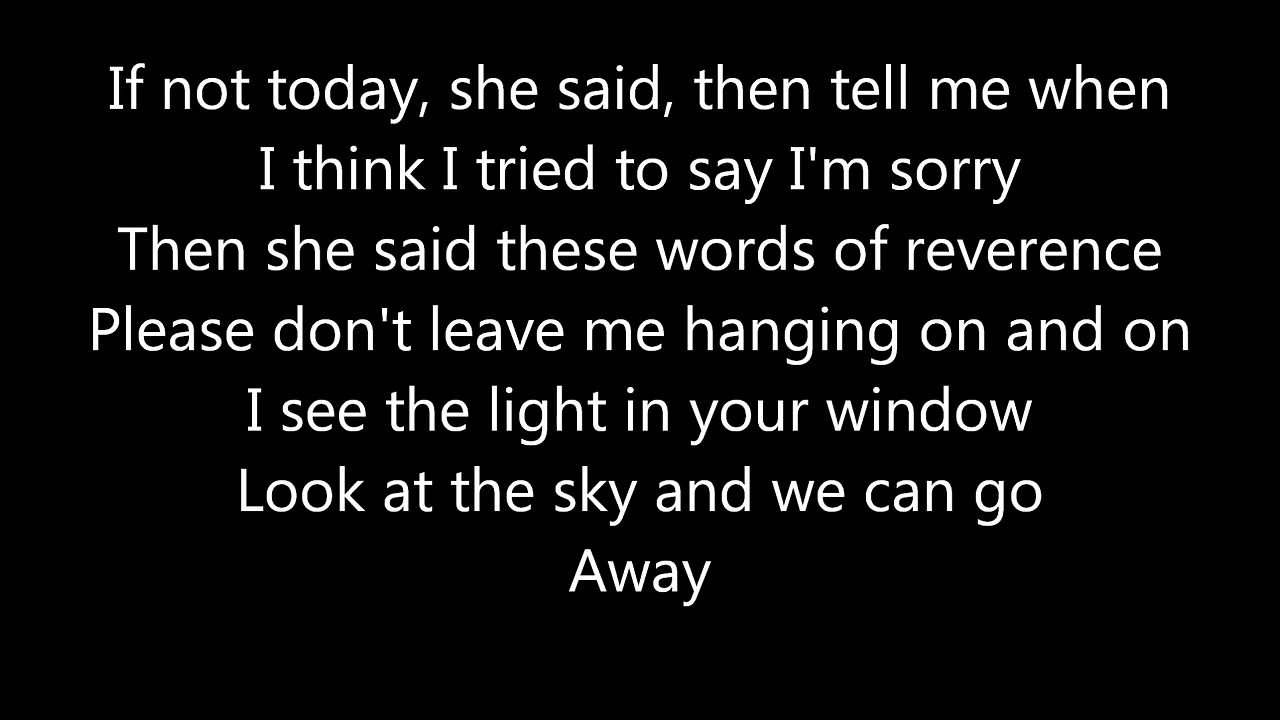 If not today, she said, then tell me when
I think I tried to say I'm sorry
Then she said these words of reverence
Please don't leave me hanging on and on
I see the light in your window
Look at the sky and we can go
Away